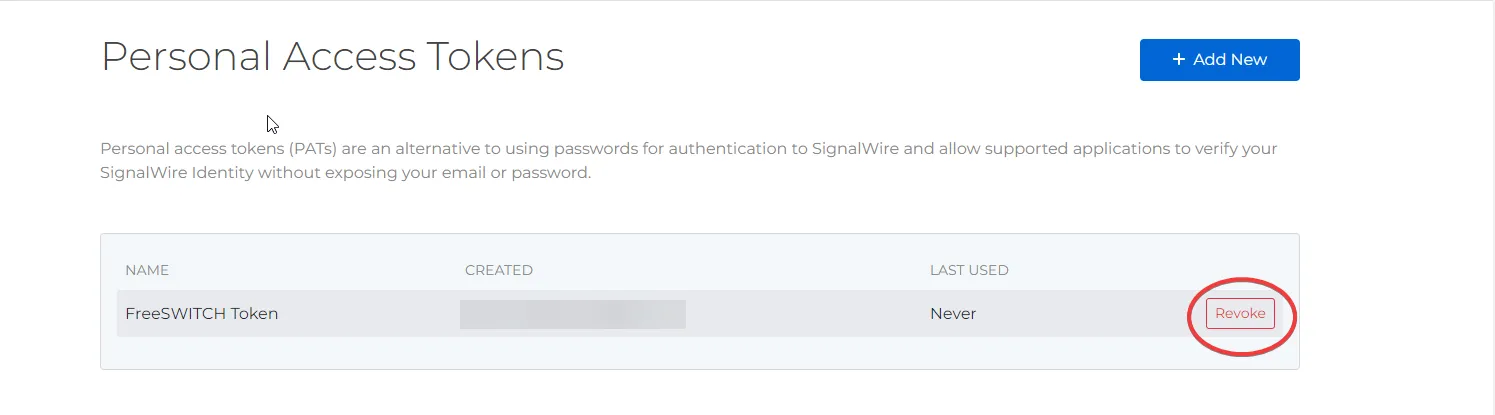 Personal Access Tokens
+ Add New
Personal access tokens (PATs) are an alternative to using passwords for authentication to SignalWire and allow supported applications to verify your
SignalWire Identity without exposing your email or password.
NAME CREATED LAST USED
FreeSWITCH Token Never Revoke